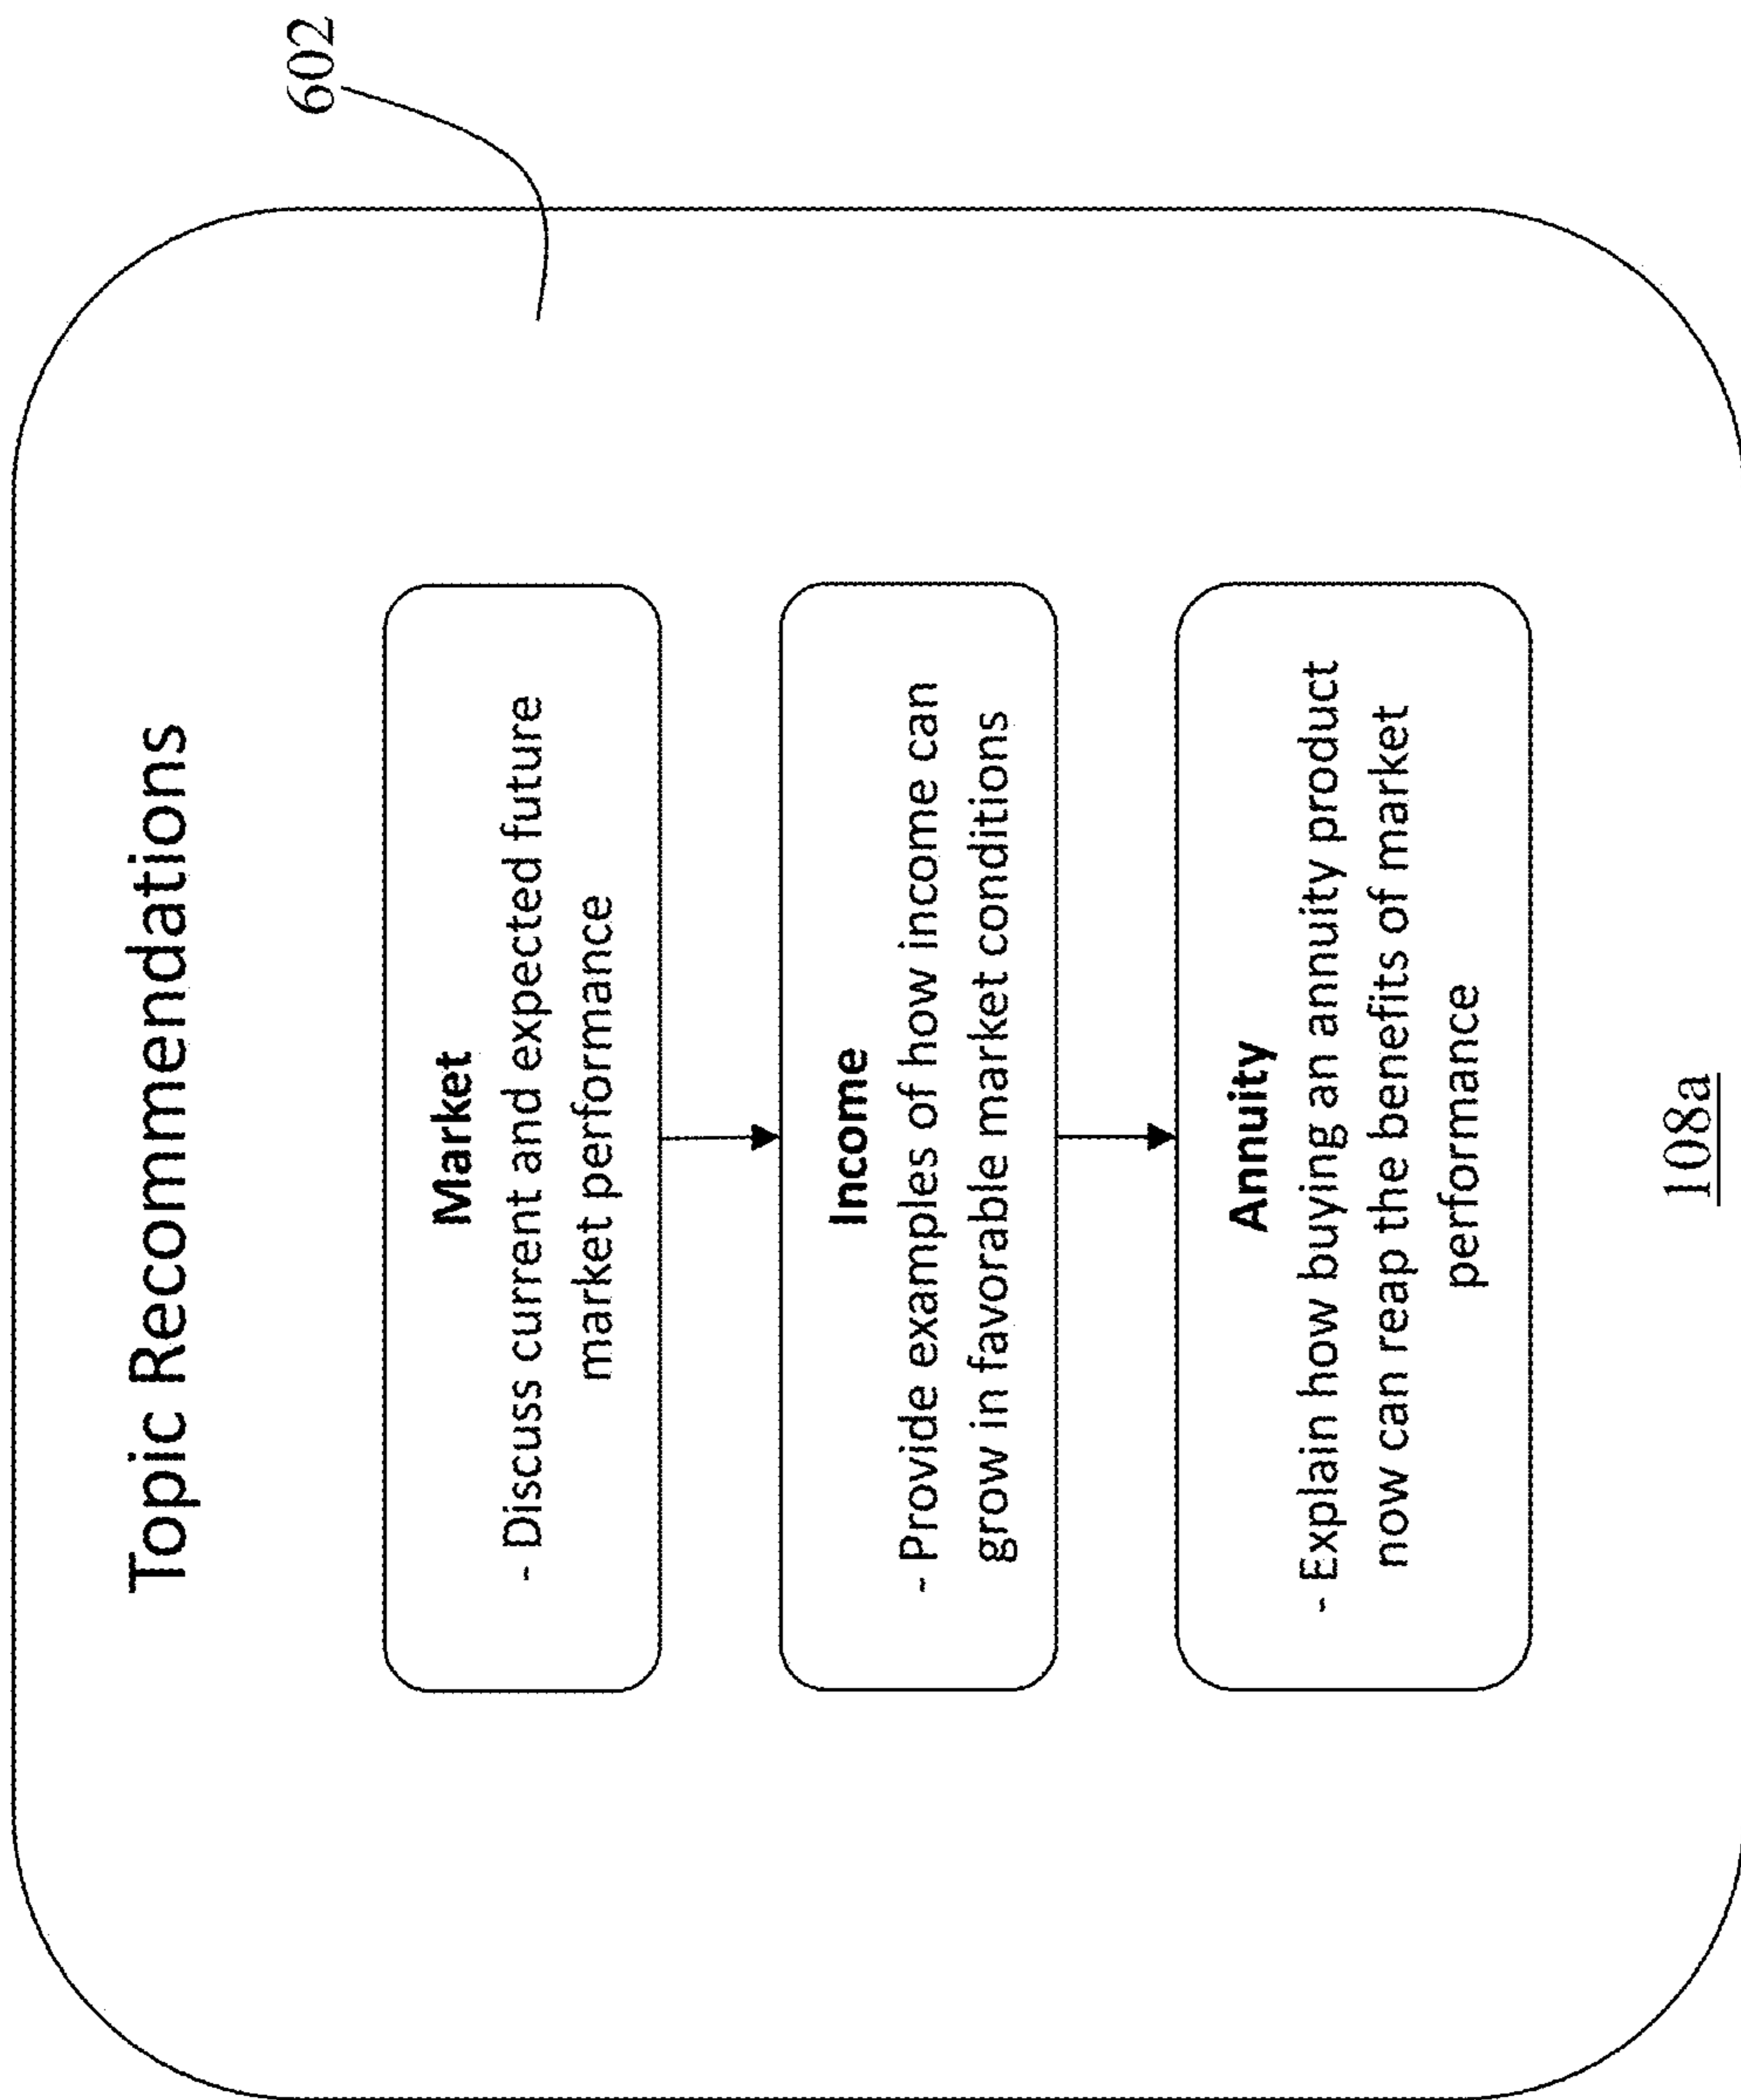 602
Topic Recommendations
Market
- Discuss current and expected future
market performance
Income
- Provide examples of how income can
grow in favorable market conditions
Annuity
- Explain how buying an annuity product
now can reap the benefits of market
performance
108a